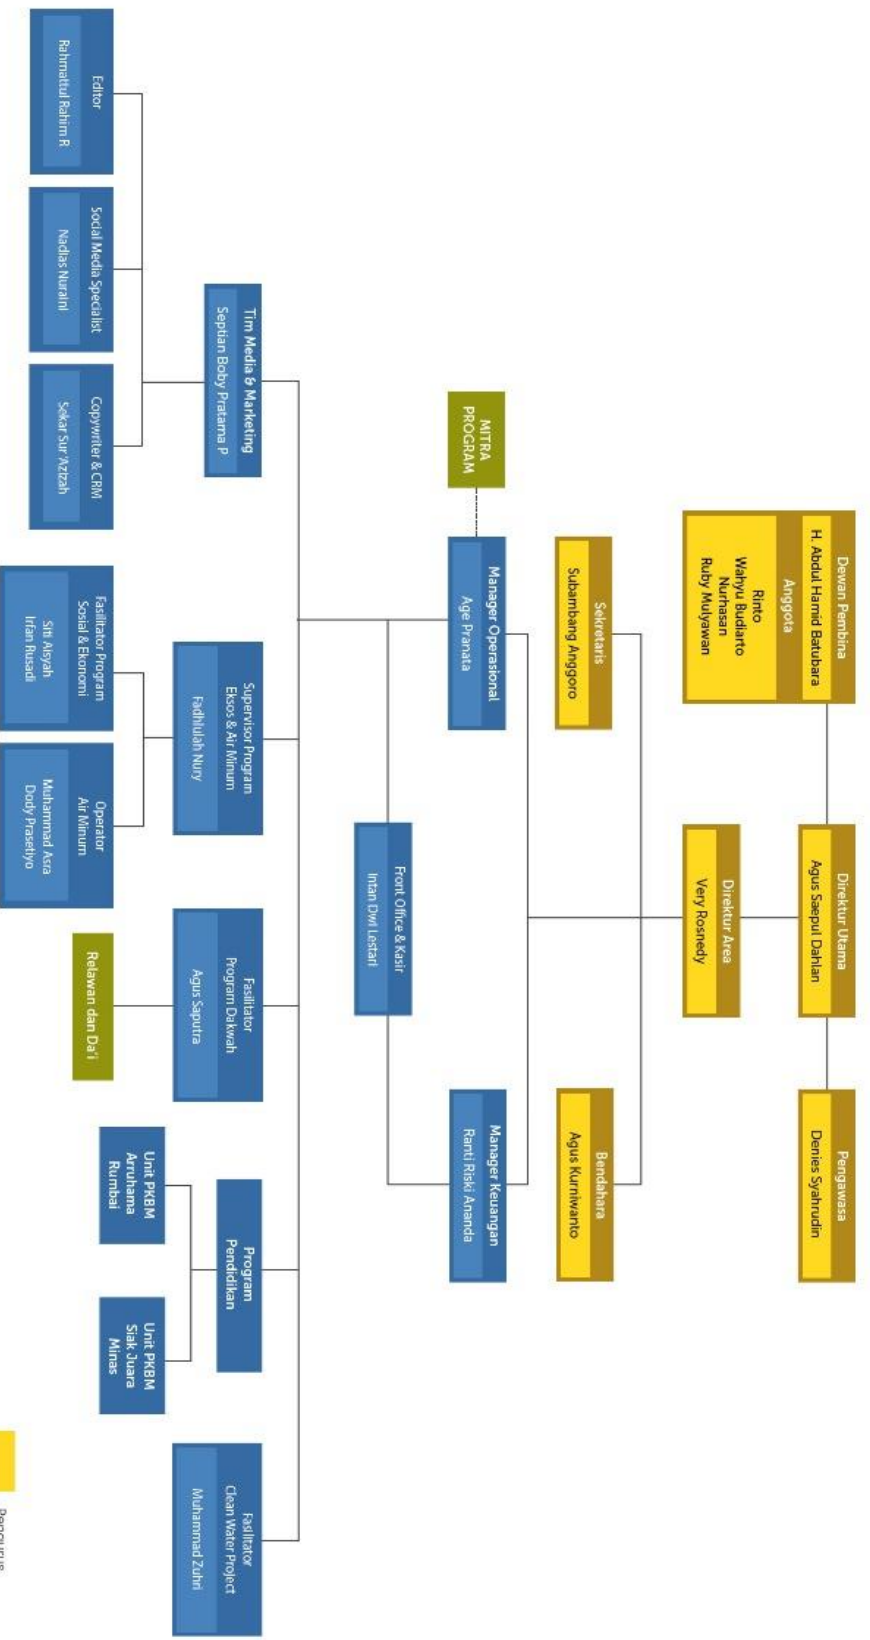 Dewan Pembina
H. Abdul Hamid Batubara
Anggota
Rinto
Wahyu Budiarto
Nurhasan
Ruby Mulyawan
Direktur Utama
Agus Saepul Dahlan
Pengawasa
Denies Syahrudin
Direktur Area
Very Rosnedy
Sekretaris
Subambang Anggoro
Bendahara
Agus Kurniwanto
MITRA
PROGRAM
Manager Operasional
Age Pranata
Manager Keuangan
Ranti Riski Ananda
Front Office & Kasir
Intan Dwi Lestari
Tim Media & Marketing
Septian Boby Pratama P
Supervisor Program
Eksos & Air Minum
Fadhlulah Nury
Fasilitator
Program Dakwah
Agus Saputra
Program
Pendidikan
Fasilitator
Clean Water Project
Muhammad Zuhri
Editor
Rahmattul Rahim R
Social Media Specialist
Nadias Nuraini
Copywriter & CRM
Sekar Sur'Azizah
Fasilitator Program
Sosial & Ekonomi
Siti Aisyah
Irfan Rusadi
Operator
Air Minum
Muhammad Asra
Dody Prasetiyo
Relawan dan Da'i
Unit PKBM
Arruhama
Rumbai
Unit PKBM
Siak Juara
Minas
Pengurus